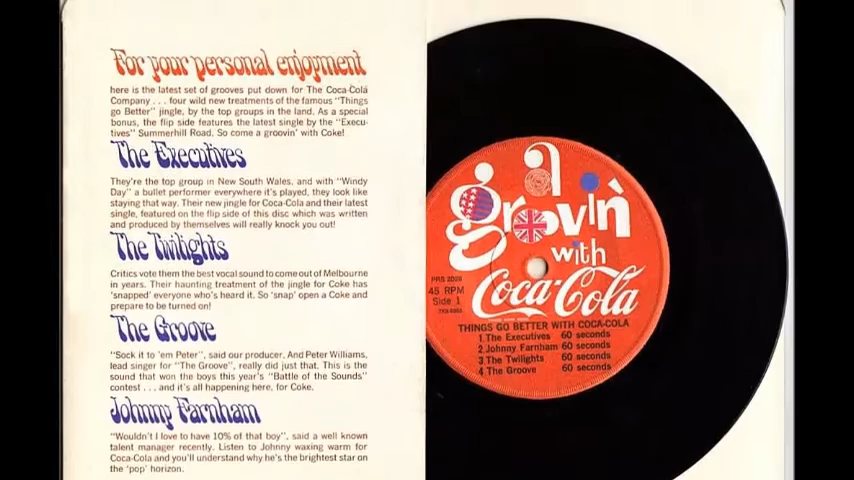 For your personal enjoyment
here is the latest set of grooves put down for The Coca-Cola
Company . . . four wild new treatments of the famous "Things
go Better" jingle, by the top groups in the land. As a special
bonus, the flip side features the latest single by the "Execu-
tives" Summerhill Road. So come a groovin' with Coke!
The Executives
They're the top group in New South Wales, and with "Windy
Day" a bullet performer everywhere it's played, they look like
staying that way. Their new jingle for Coca-Cola and their latest
single, featured on the flip side of this disc which was written
and produced by themselves will really knock you out!
The Twilights
Critics vote them the best vocal sound to come out of Melbourne
in years. Their haunting treatment of the jingle for Coke has
'snapped' everyone who's heard it. So 'snap' open a Coke and
prepare to be turned on!
The Groove
"Sock it to 'em Peter", said our producer. And Peter Williams,
lead singer for "The Groove", really did just that. This is the
sound that won the boys this year's "Battle of the Sounds"
contest . . . and it's all happening here, for Coke.
Johnny Farnham
"Wouldn't I love to have 10% of that boy", said a well known
talent manager recently. Listen to Johnny waxing warm for
Coca-Cola and you'll understand why he's the brightest star on
the 'pop' horizon.
a
groovin'
with
Coca-Cola
45 RPM
Side 1
THINGS GO BETTER WITH COCA-COLA
1. The Executives 60 seconds
2. Johnny Farnham 60 seconds
3. The Twilights 60 seconds
4. The Groove 60 seconds